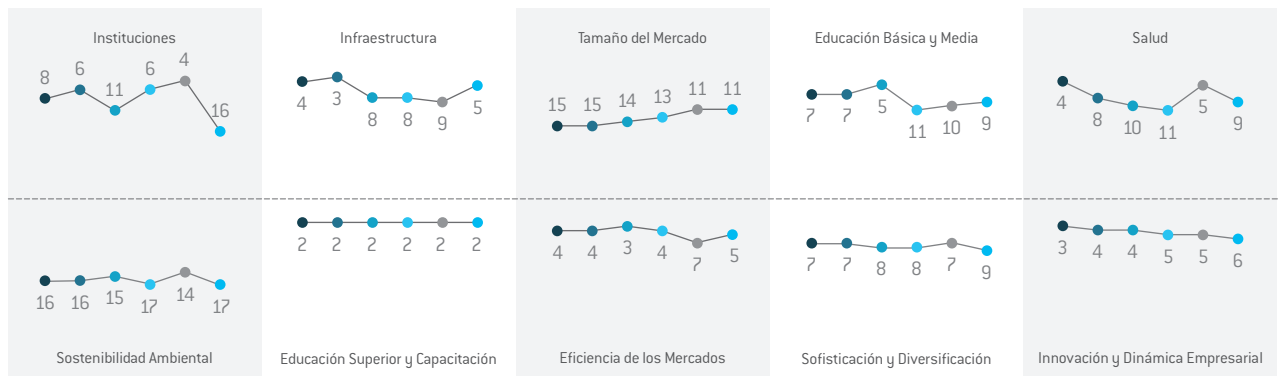 Instituciones
8 6 11 6 4 16
Infraestructura
4 3 8 8 9 5
Tamaño del Mercado
15 15 14 13 11 11
Educación Básica y Media
7 7 5 11 10 9
Salud
4 8 10 11 5 9
16 16 15 17 14 17
Sostenibilidad Ambiental
2 2 2 2 2 2
Educación Superior y Capacitación
4 4 3 4 7 5
Eficiencia de los Mercados
7 7 8 8 7 9
Sofisticación y Diversificación
3 4 4 5 5 6
Innovación y Dinámica Empresarial